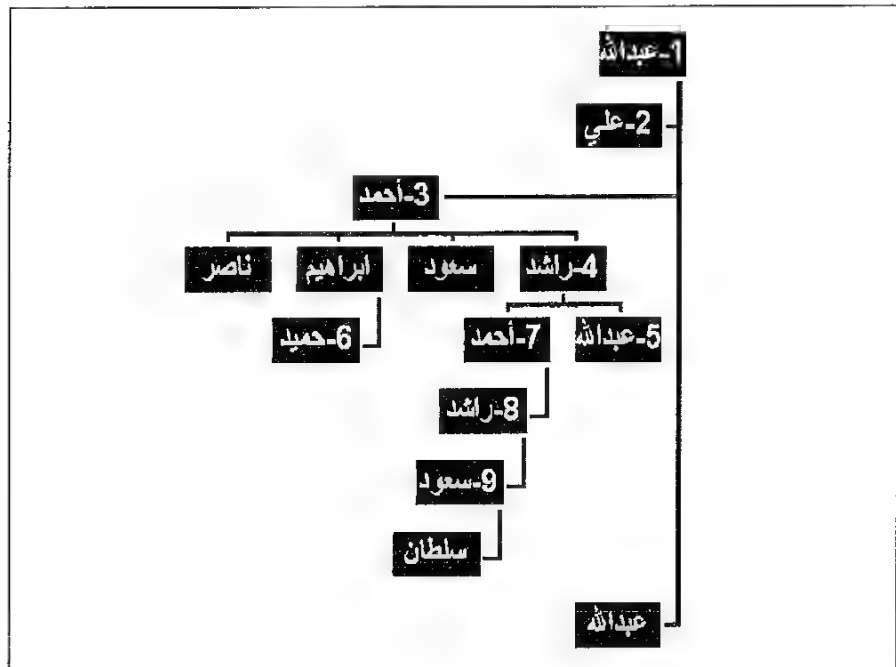 1-عبدالله
2-علي
3-أحمد
4-راشد
سعود
ابراهيم
ناصر
5-عبدالله
7-أحمد
6-حميد
8-راشد
9-سعود
سلطان
عبدالله